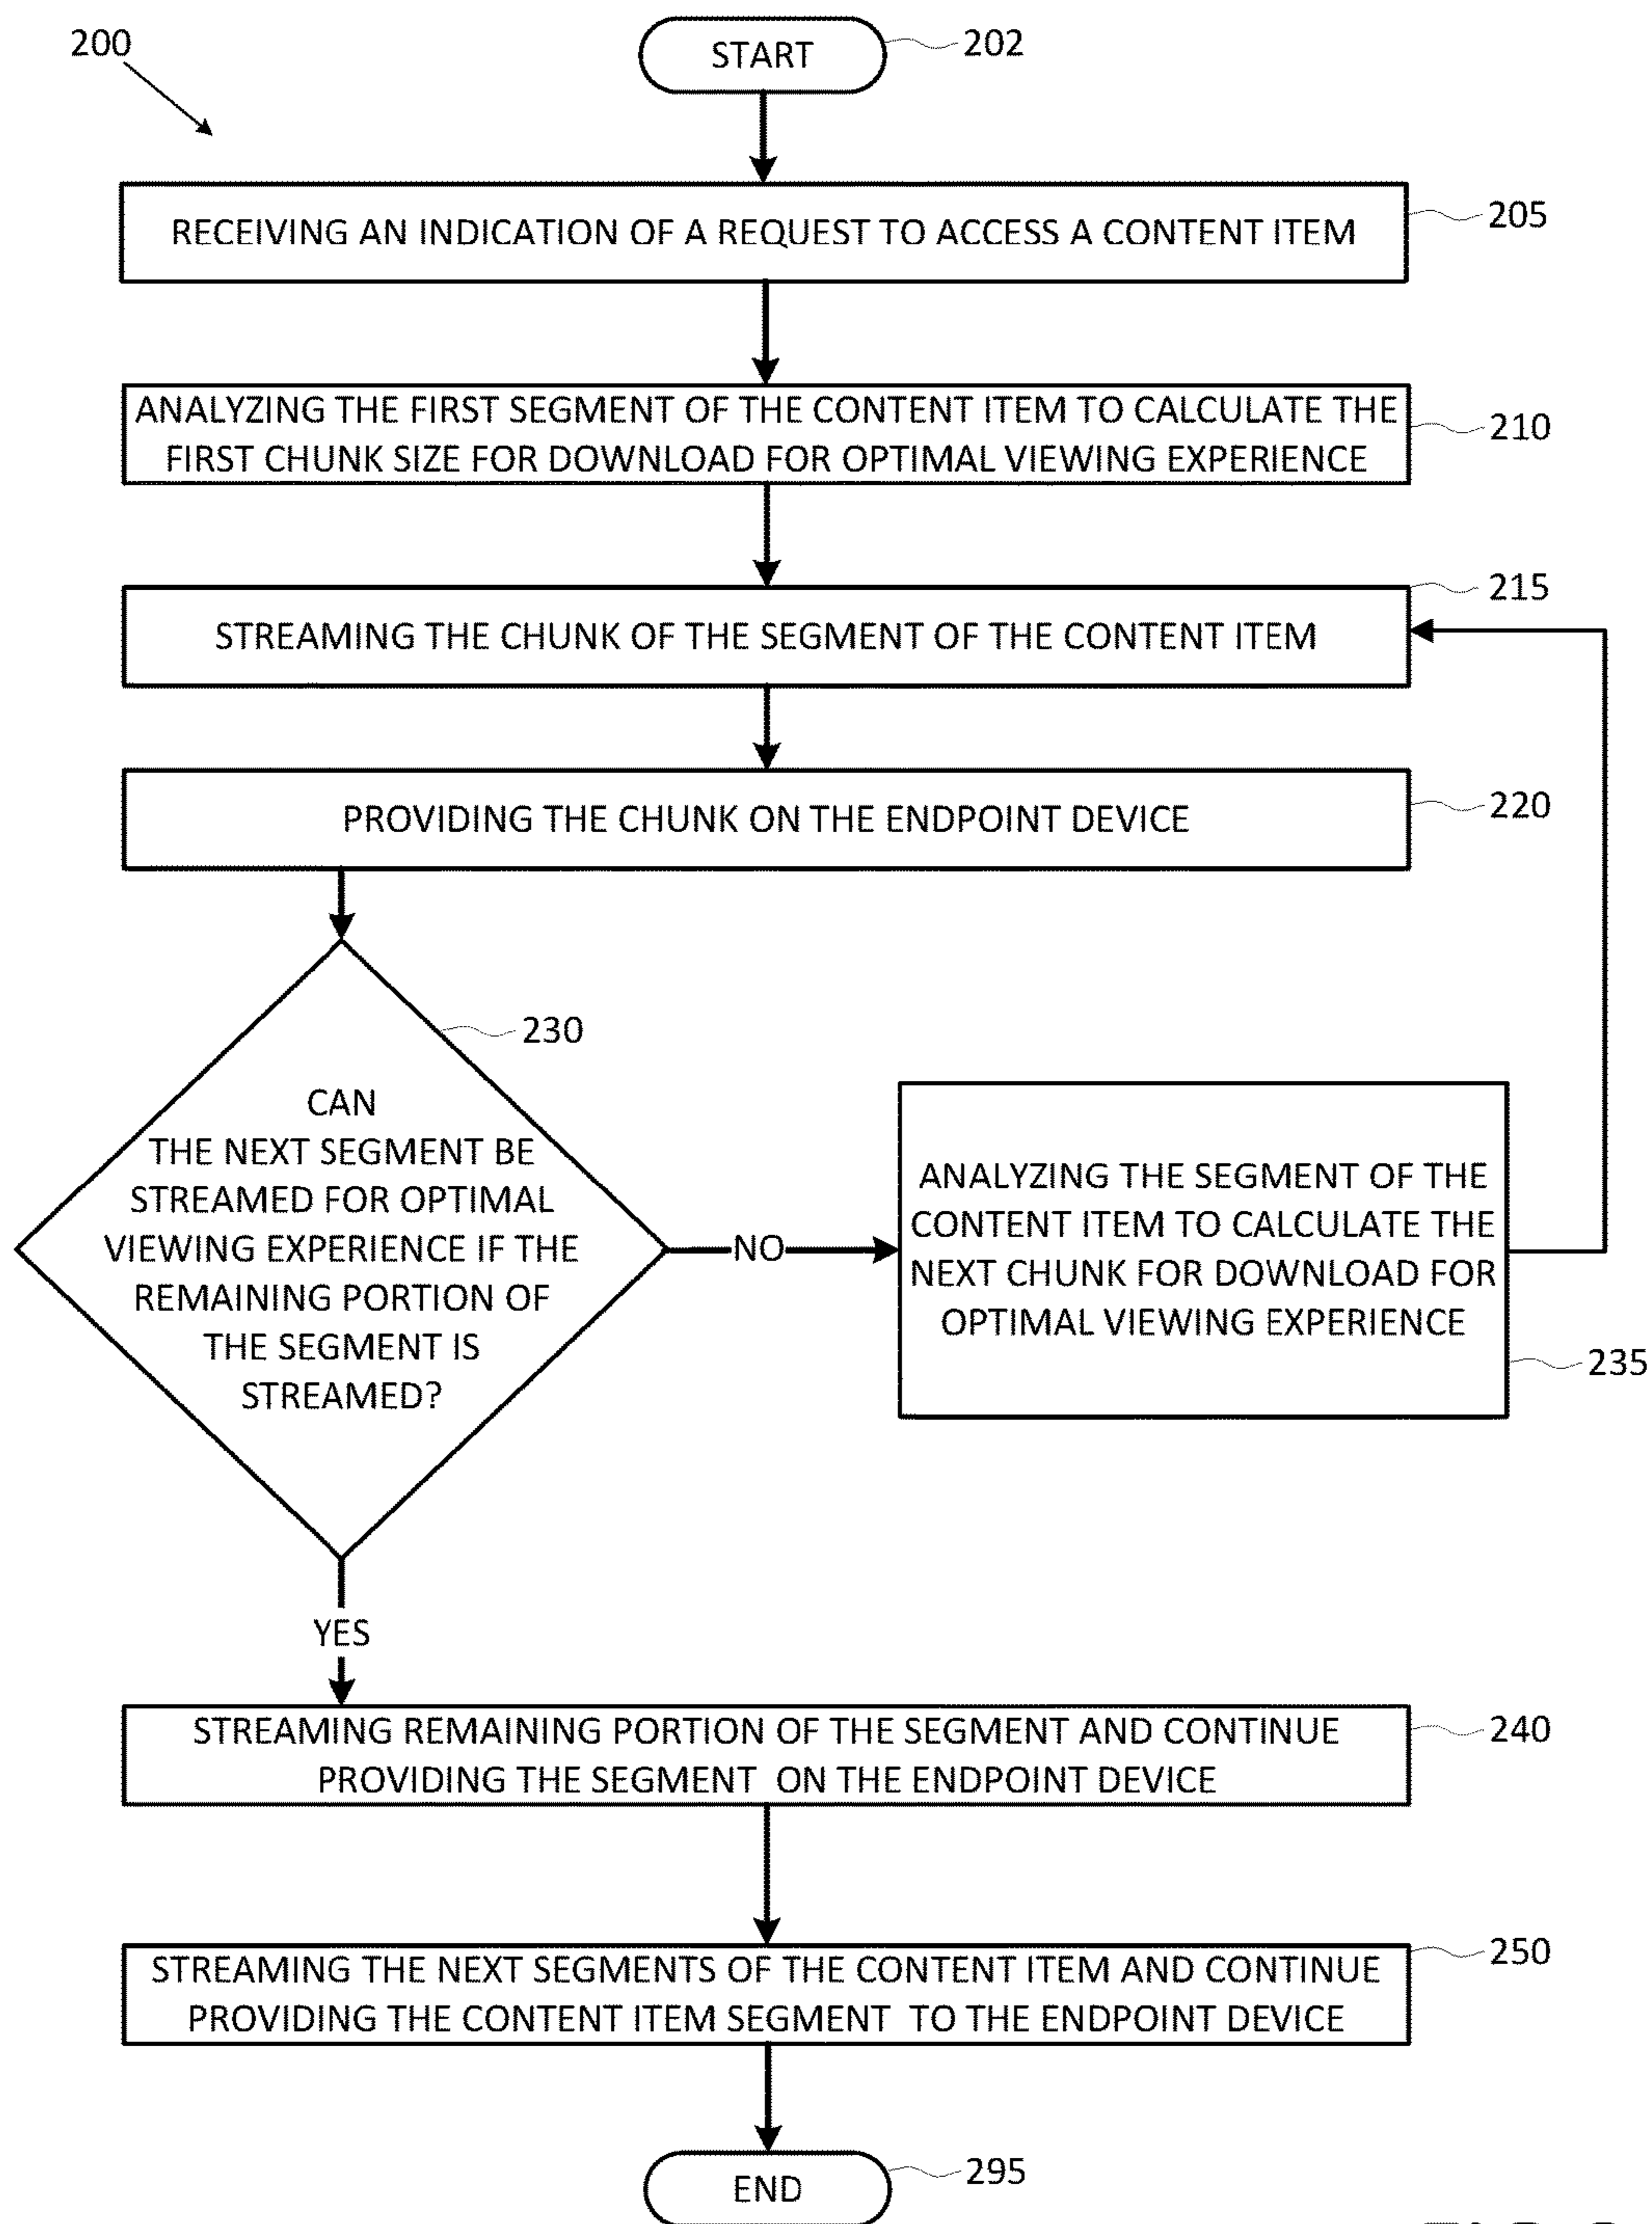 200
START
202
RECEIVING AN INDICATION OF A REQUEST TO ACCESS A CONTENT ITEM
205
ANALYZING THE FIRST SEGMENT OF THE CONTENT ITEM TO CALCULATE THE
FIRST CHUNK SIZE FOR DOWNLOAD FOR OPTIMAL VIEWING EXPERIENCE
210
STREAMING THE CHUNK OF THE SEGMENT OF THE CONTENT ITEM
215
PROVIDING THE CHUNK ON THE ENDPOINT DEVICE
220
230
CAN
THE NEXT SEGMENT BE
STREAMED FOR OPTIMAL
VIEWING EXPERIENCE IF THE
REMAINING PORTION OF
THE SEGMENT IS
STREAMED?
NO
ANALYZING THE SEGMENT OF THE
CONTENT ITEM TO CALCULATE THE
NEXT CHUNK FOR DOWNLOAD FOR
OPTIMAL VIEWING EXPERIENCE
235
YES
STREAMING REMAINING PORTION OF THE SEGMENT AND CONTINUE
PROVIDING THE SEGMENT ON THE ENDPOINT DEVICE
240
STREAMING THE NEXT SEGMENTS OF THE CONTENT ITEM AND CONTINUE
PROVIDING THE CONTENT ITEM SEGMENT TO THE ENDPOINT DEVICE
250
END
295